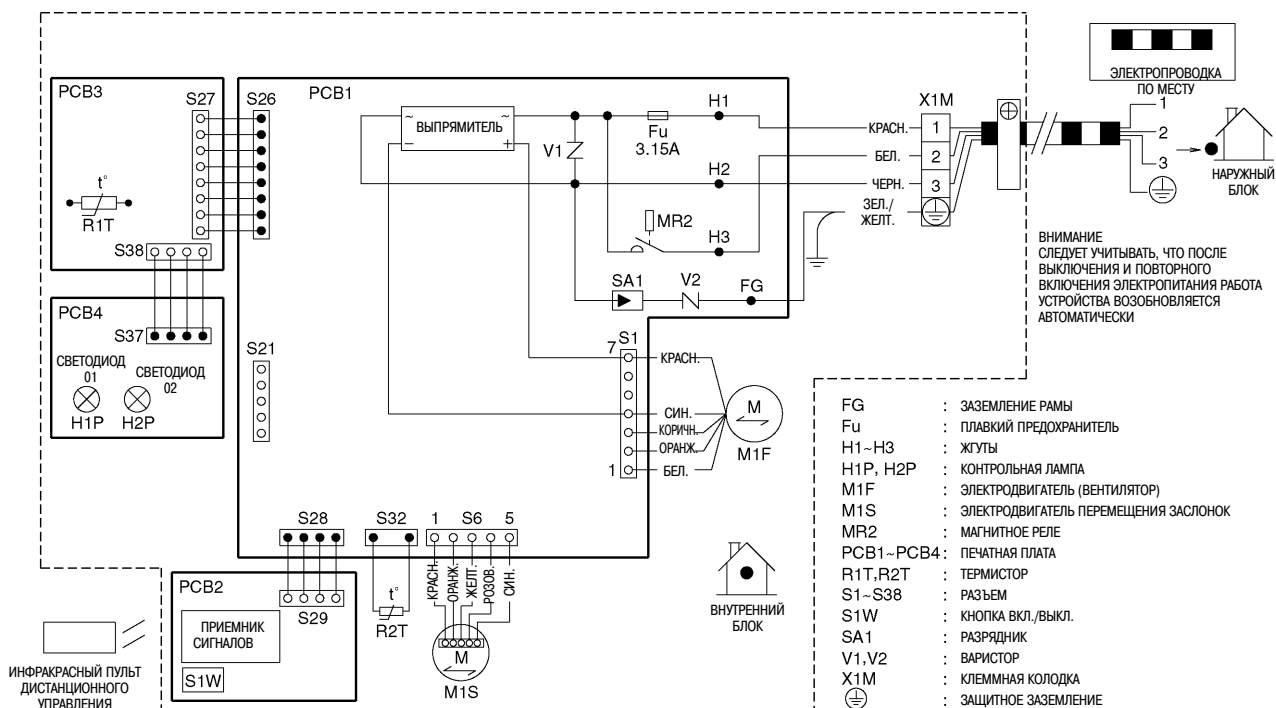 PCB3
S27
S26
PCB1
t°
R1T
S38
PCB4
S37
СВЕТОДИОД
01
СВЕТОДИОД
02
H1P
H2P
S21
~
~
ВЫПРЯМИТЕЛЬ
−
+
V1
Fu
3.15A
H1
H2
MR2
H3
SA1
V2
FG
X1M
КРАСН.
1
БЕЛ.
2
ЧЕРН.
3
ЗЕЛ./
ЖЕЛТ.
ЭЛЕКТРОПРОВОДКА
ПО МЕСТУ
1
2
3
НАРУЖНЫЙ
БЛОК
ВНИМАНИЕ
СЛЕДУЕТ УЧИТЫВАТЬ, ЧТО ПОСЛЕ
ВЫКЛЮЧЕНИЯ И ПОВТОРНОГО
ВКЛЮЧЕНИЯ ЭЛЕКТРОПИТАНИЯ РАБОТА
УСТРОЙСТВА ВОЗОБНОВЛЯЕТСЯ
АВТОМАТИЧЕСКИ
S1
7
КРАСН.
СИН.
КОРИЧН.
ОРАНЖ.
1
БЕЛ.
M
M1F
S28
S32
1 S6 5
КРАСН.
ОРАНЖ.
ЖЕЛТ.
РОЗОВ.
СИН.
PCB2
S29
ПРИЕМНИК
СИГНАЛОВ
S1W
t°
R2T
M
M1S
ВНУТРЕННИЙ
БЛОК
ИНФРАКРАСНЫЙ ПУЛЬТ
ДИСТАНЦИОННОГО
УПРАВЛЕНИЯ
FG : ЗАЗЕМЛЕНИЕ РАМЫ
Fu : ПЛАВКИЙ ПРЕДОХРАНИТЕЛЬ
H1~H3 : ЖГУТЫ
H1P, H2P : КОНТРОЛЬНАЯ ЛАМПА
M1F : ЭЛЕКТРОДВИГАТЕЛЬ (ВЕНТИЛЯТОР)
M1S : ЭЛЕКТРОДВИГАТЕЛЬ ПЕРЕМЕЩЕНИЯ ЗАСЛОНОК
MR2 : МАГНИТНОЕ РЕЛЕ
PCB1~PCB4 : ПЕЧАТНАЯ ПЛАТА
R1T,R2T : ТЕРМИСТОР
S1~S38 : РАЗЪЕМ
S1W : КНОПКА ВКЛ./ВЫКЛ.
SA1 : РАЗРЯДНИК
V1,V2 : ВАРИСТОР
X1M : КЛЕММНАЯ КОЛОДКА
: ЗАЩИТНОЕ ЗАЗЕМЛЕНИЕ